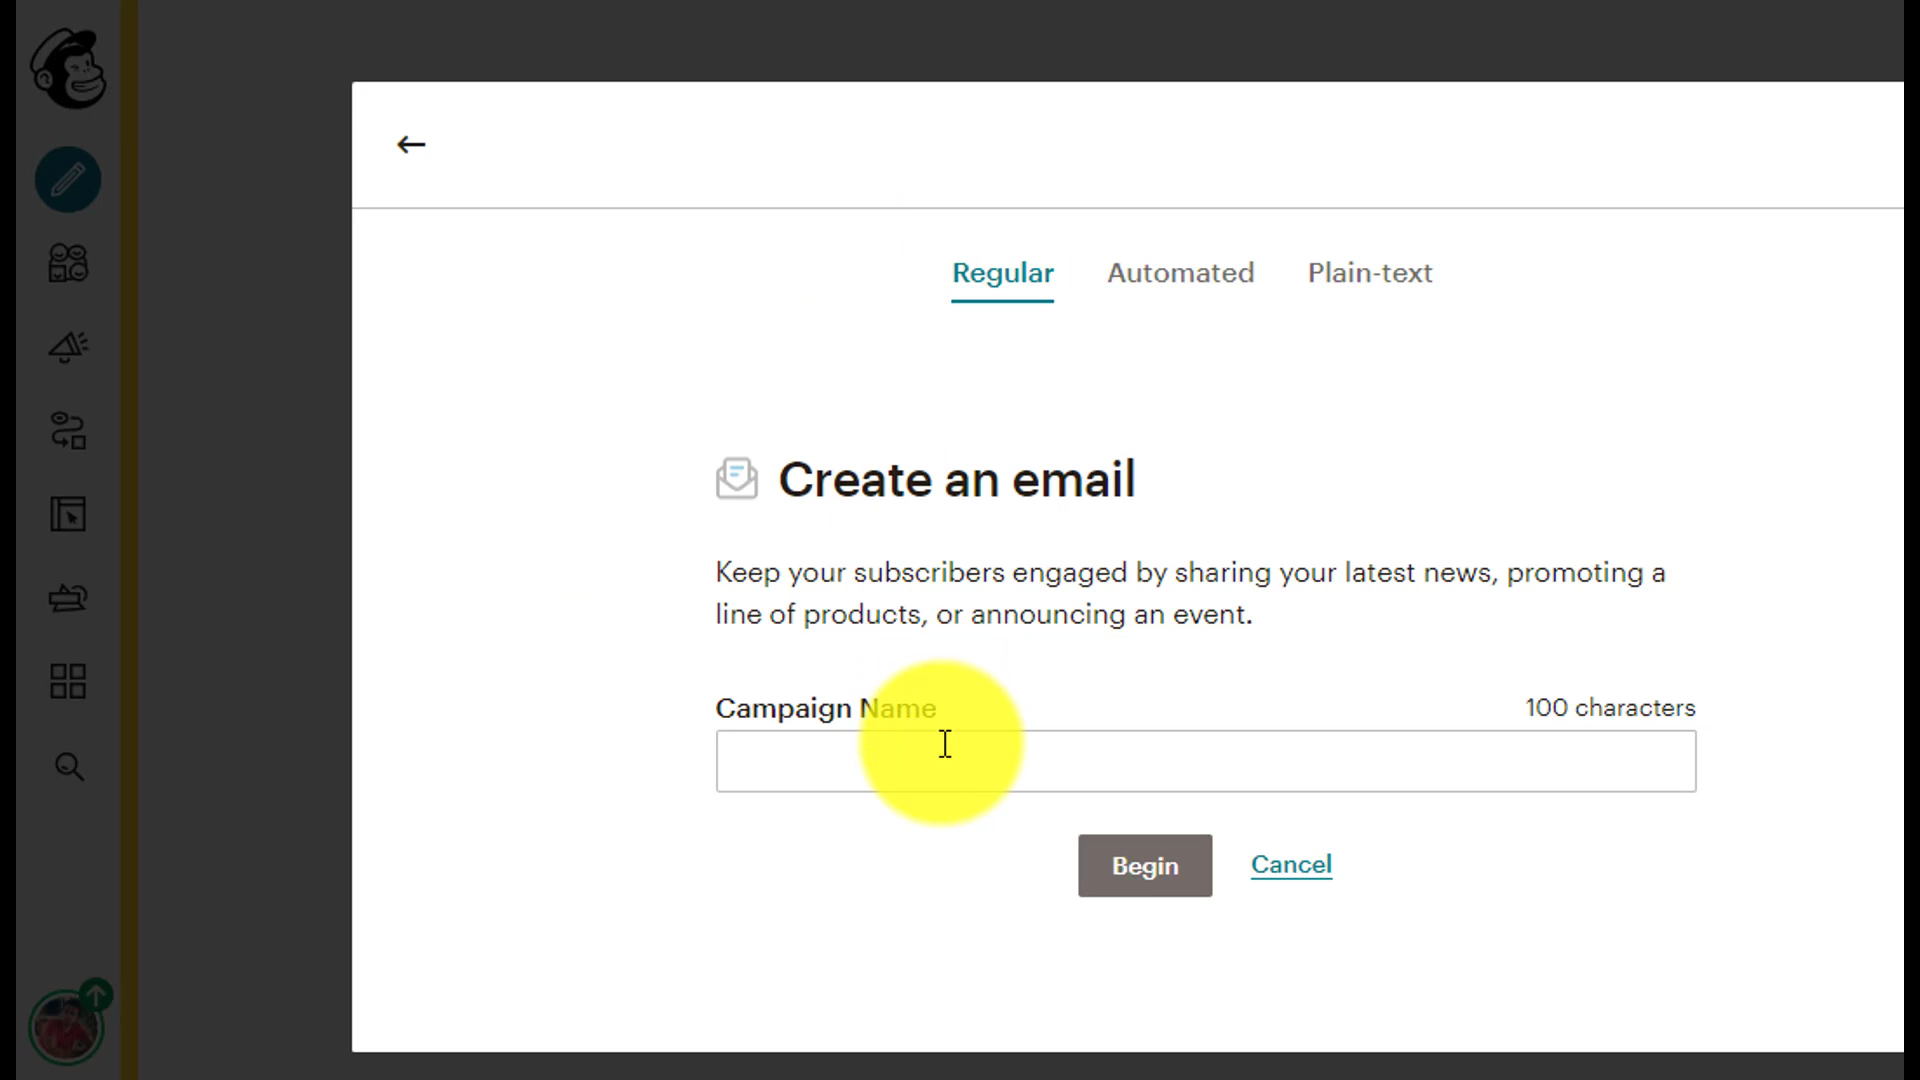 Regular Automated Plain-text
Create an email
Keep your subscribers engaged by sharing your latest news, promoting a
line of products, or announcing an event.
Campaign Name 100 characters
Begin Cancel